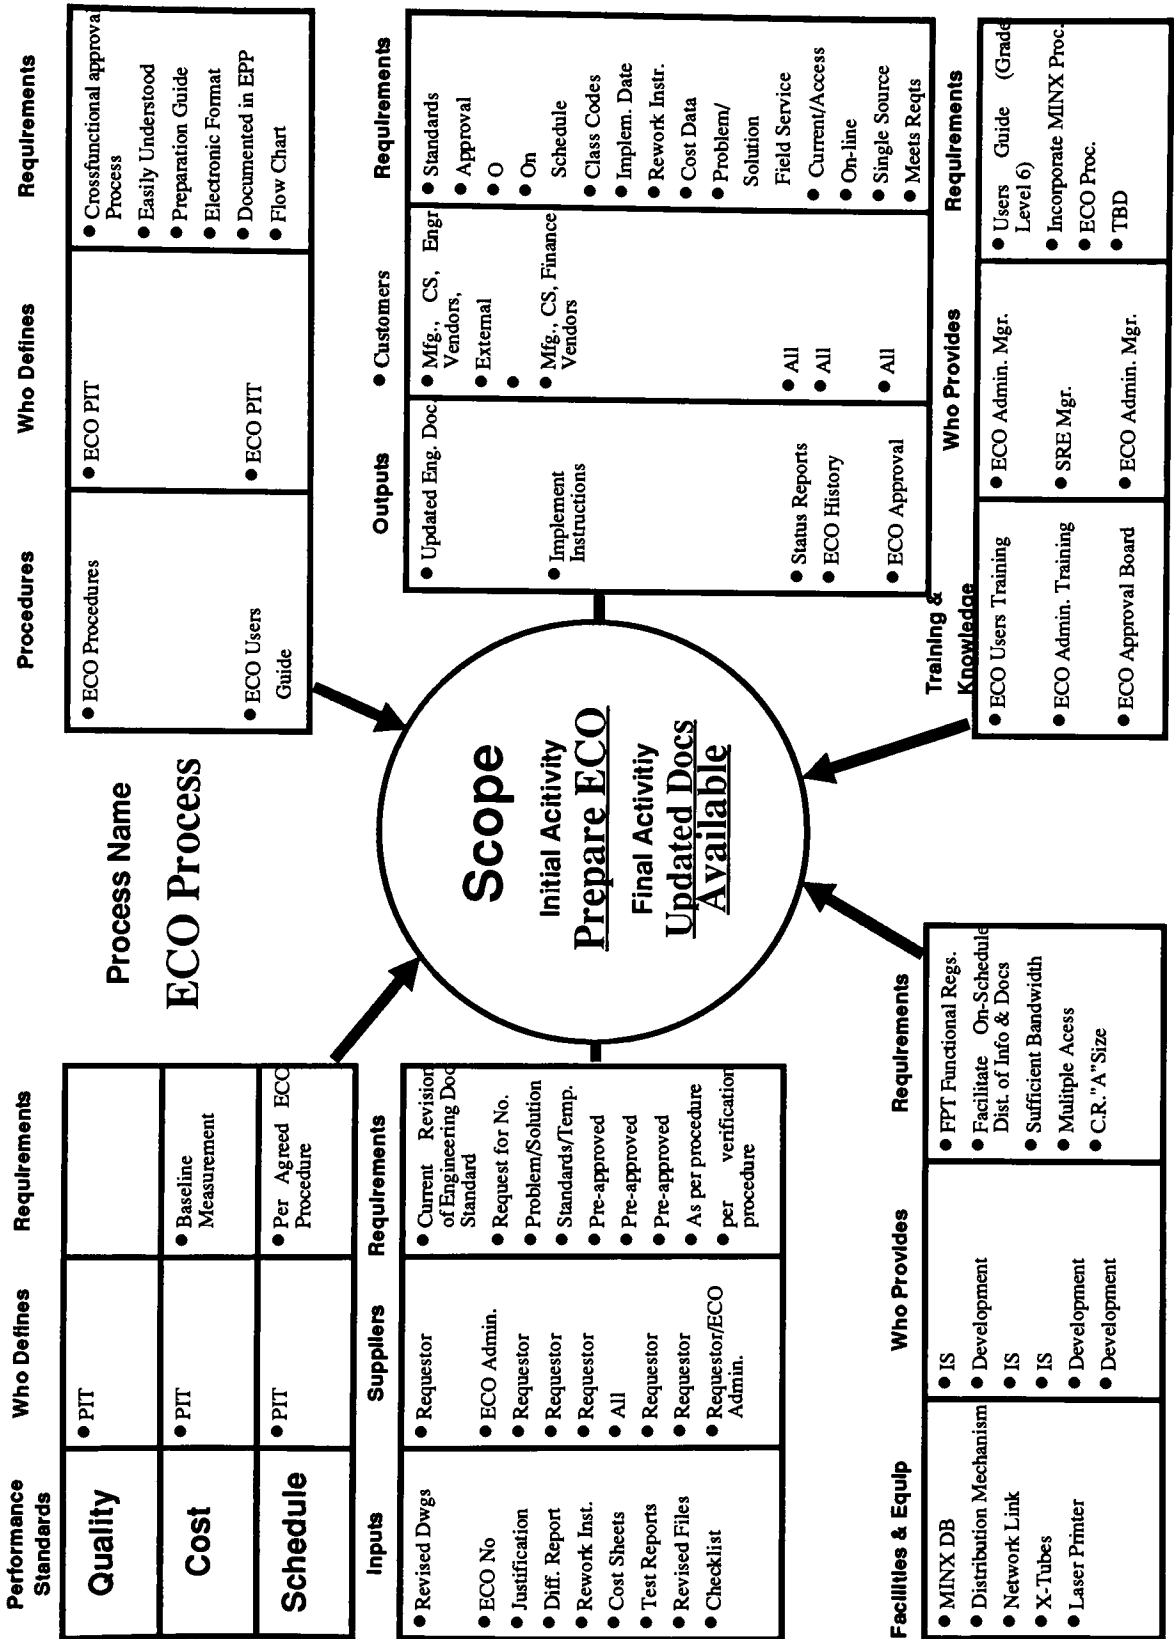 Process Name
ECO Process
Performance
Standards
Who Defines
Requirements
Quality
● PIT
Cost
● PIT
● Baseline
Measurement
Schedule
● PIT
● Per Agreed ECO
Procedure
Procedures
Who Defines
Requirements
● ECO Procedures
● ECO Users
Guide
● ECO PIT
● ECO PIT
● Crossfunctional approval
Process
● Easily Understood
● Preparation Guide
● Electronic Format
● Documented in EPP
● Flow Chart
Inputs
Suppliers
Requirements
● Revised Dwgs
● ECO No
● Justification
● Diff. Report
● Rework Inst.
● Cost Sheets
● Test Reports
● Revised Files
● Checklist
● Requestor
● ECO Admin.
● Requestor
● Requestor
● Requestor
● All
● Requestor
● Requestor
● Requestor/ECO
Admin.
● Current Revision
of Engineering Doc
Standard
● Request for No.
● Problem/Solution
● Standards/Temp.
● Pre-approved
● Pre-approved
● Pre-approved
● As per procedure
● per verification
procedure
Scope
Initial Acitivity
Prepare ECO
Final Activitiy
Updated Docs
Available
Outputs
● Customers
Requirements
● Updated Eng. Doc.
● Implement
Instructions
● Status Reports
● ECO History
● ECO Approval
● Mfg., CS, Engr
Vendors,
● External
●
● Mfg., CS, Finance
Vendors
● All
● All
● All
● Standards
● Approval
● O
● On
Schedule
● Class Codes
● Implem. Date
● Rework Instr.
● Cost Data
● Problem/
Solution
Field Service
● Current/Access
● On-line
● Single Source
● Meets Reqts
Facilities & Equip
Who Provides
Requirements
● MINX DB
● Distribution Mechanism
● Network Link
● X-Tubes
● Laser Printer
● IS
● Development
● IS
● IS
● Development
● Development
● FPT Functional Regs.
● Facilitate On-Schedule
Dist. of Info & Docs
● Sufficient Bandwidth
● Mulitple Acess
● C.R."A"Size
Training &
Knowledge
Who Provides
Requirements
● ECO Users Training
● ECO Admin. Training
● ECO Approval Board
● ECO Admin. Mgr.
● SRE Mgr.
● ECO Admin. Mgr.
● Users Guide (Grade
Level 6)
● Incorporate MINX Proc.
● ECO Proc.
● TBD